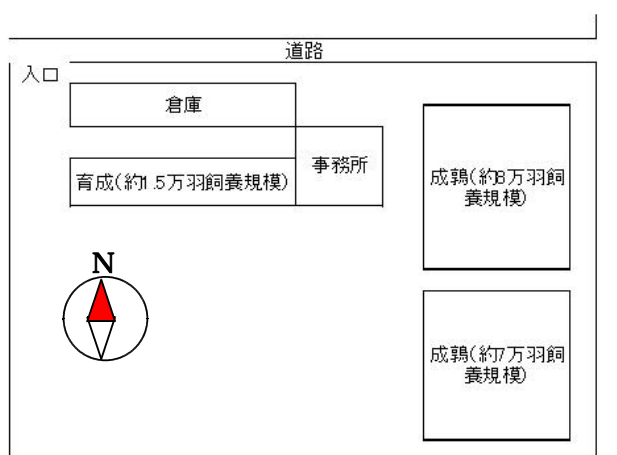 道路
入口
倉庫
事務所
育成(約1.5万羽飼養規模)
成鶉(約8万羽飼
養規模)
N
成鶉(約7万羽飼
養規模)